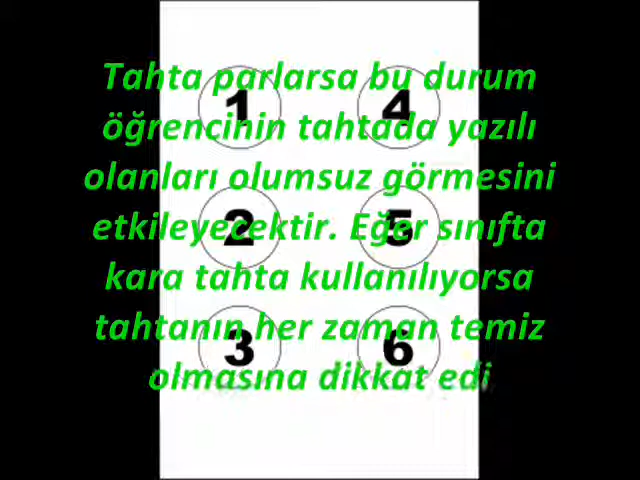 Tahta parlarsa bu durum
öğrencinin tahtada yazılı
olanları olumsuz görmesini
etkileyecektir. Eğer sınıfta
kara tahta kullanılıyorsa
tahtanın her zaman temiz
olmasına dikkat edi
1 4
2 5
3 6